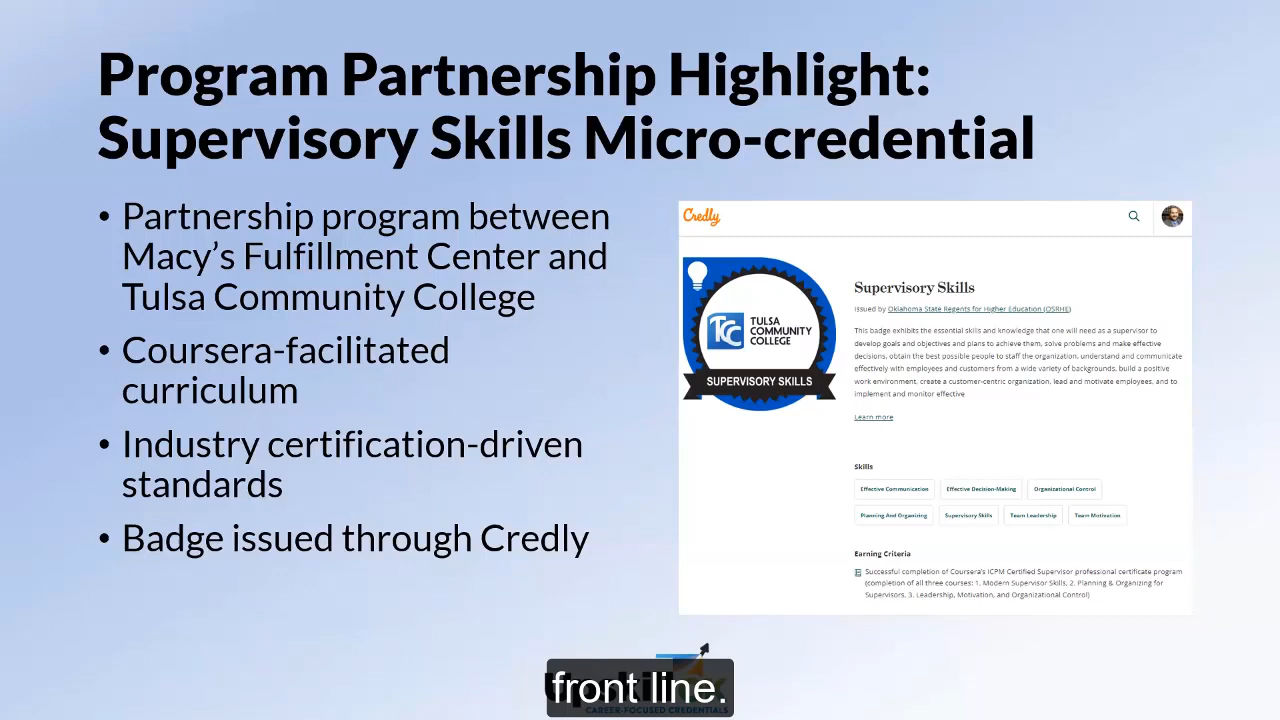 Program Partnership Highlight:
Supervisory Skills Micro-credential
• Partnership program between
Macy's Fulfillment Center and
Tulsa Community College
• Coursera-facilitated
curriculum
• Industry certification-driven
standards
• Badge issued through Credly
Credly
TCC
TULSA
COMMUNITY
COLLEGE
SUPERVISORY SKILLS
Supervisory Skills
Issued by Oklahoma State Regents for Higher Education (OSRHE)
This badge exhibits the essential skills and knowledge that one will need as a supervisor to
develop goals and objectives and plans to achieve them, solve problems and make effective
decisions, obtain the best possible people to staff the organization, understand and communicate
effectively with employees and customers from a wide variety of backgrounds, build a positive
work environment, create a customer-centric organization, lead and motivate employees, and to
implement and monitor effective
Learn more
Skills
Effective Communication Effective Decision-Making Organizational Control
Planning And Organizing Supervisory Skills Team Leadership Team Motivation
Earning Criteria
Successful completion of Coursera's ICPM Certified Supervisor professional certificate program
(completion of all three courses: 1. Modern Supervisor Skills, 2. Planning & Organizing for
Supervisors, 3. Leadership, Motivation, and Organizational Control)
front line.
CAREER-FOCUSED CREDENTIALS